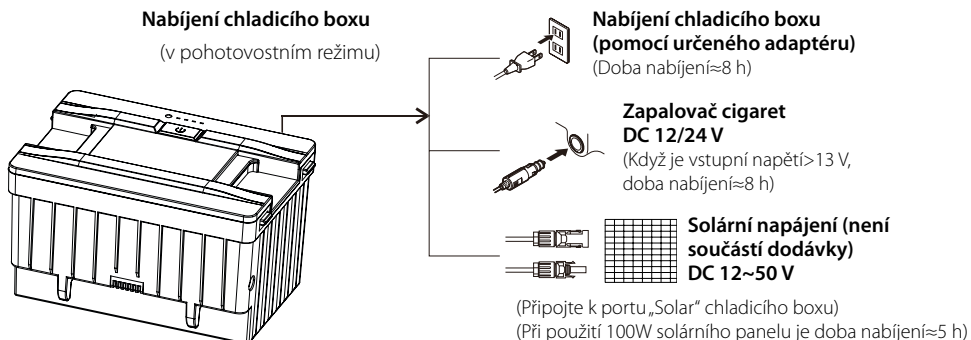 Nabíjení chladicího boxu
(v pohotovostním režimu)
Nabíjení chladicího boxu
(pomocí určeného adaptéru)
(Doba nabíjení≈8 h)
Zapalovač cigaret
DC 12/24 V
(Když je vstupní napětí>13 V,
doba nabíjení≈8 h)
Solární napájení (není
součástí dodávky)
DC 12~50 V
(Připojte k portu „Solar“ chladicího boxu)
(Při použití 100W solárního panelu je doba nabíjení≈5 h)